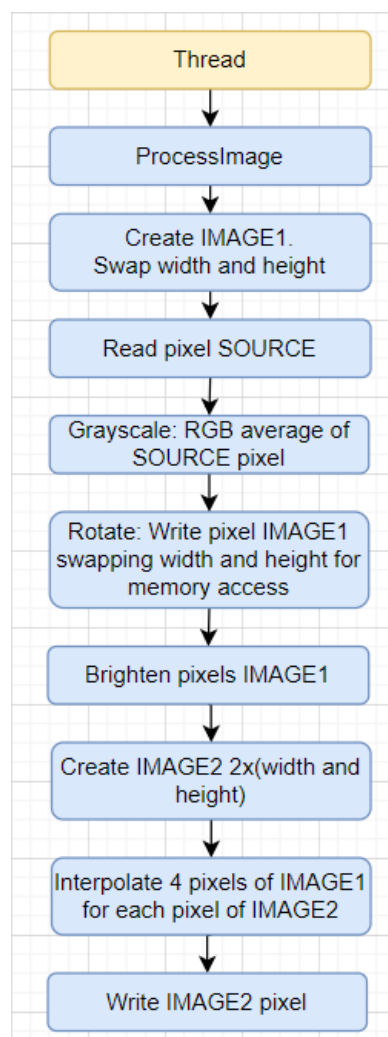 Thread
ProcessImage
Create IMAGE1.
Swap width and height
Read pixel SOURCE
Grayscale: RGB average of
SOURCE pixel
Rotate: Write pixel IMAGE1
swapping width and height for
memory access
Brighten pixels IMAGE1
Create IMAGE2 2x(width and
height)
Interpolate 4 pixels of IMAGE1
for each pixel of IMAGE2
Write IMAGE2 pixel